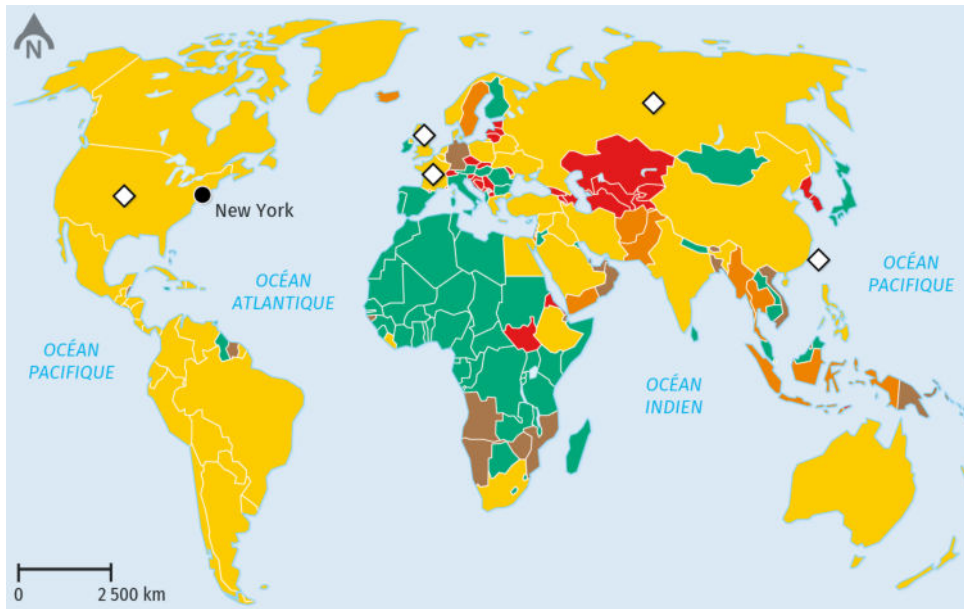 N
New York
OCÉAN
ATLANTIQUE
OCÉAN
PACIFIQUE
OCÉAN
PACIFIQUE
OCÉAN
INDIEN
0 2 500 km